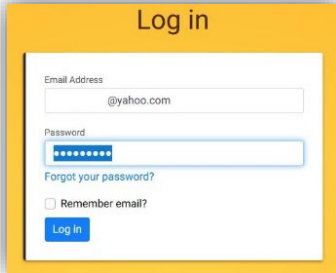 Log in
Email Address
@yahoo.com
Password
•••••••••
Forgot your password?
Remember email?
Log in